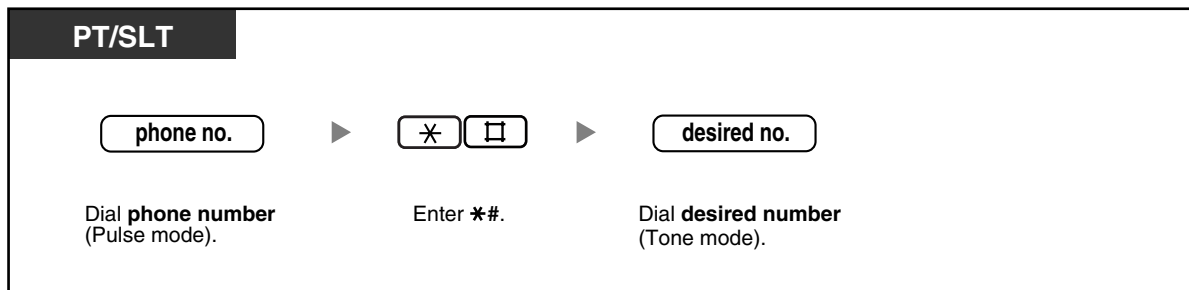 PT/SLT
phone no.
desired no.
Dial phone number
(Pulse mode).
Enter *#.
Dial desired number
(Tone mode).